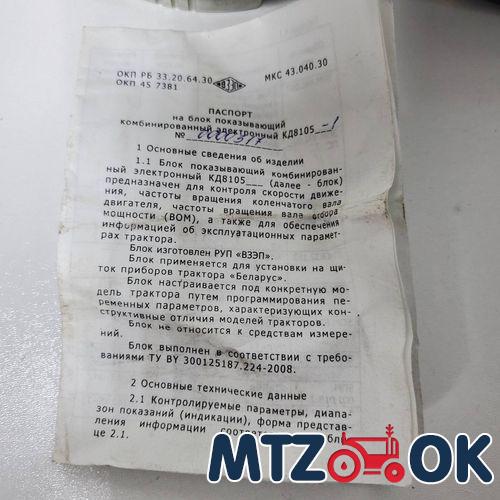 ОКП РБ 33.20.64.30
ОКП 4S 7381
ВЗЭП
МКС 43.040.30
ПАСПОРТ
на блок показывающий
комбинированный электронный КД8105__-1
№ 0000517
1 Основные сведения об изделии
1.1 Блок показывающий комбинирован-
ный электронный КД8105___ (далее - блок)
предназначен для контроля скорости движе-
ния, частоты вращения коленчатого вала
двигателя, частоты вращения вала отбора
мощности (ВОМ), а также для обеспечения
информацией об эксплуатационных парамет-
рах трактора.
Блок изготовлен РУП «ВЗЭП».
Блок применяется для установки на щи-
ток приборов трактора «Беларус».
Блок настраивается под конкретную мо-
дель трактора путем программирования пе-
ременных параметров, характеризующих кон-
структивные отличия моделей тракторов.
Блок не относится к средствам измере-
ний.
Блок выполнен в соответствии с требо-
ваниями ТУ BY 300125187.224-2008.
2 Основные технические данные
2.1 Контролируемые параметры, диапа-
зон показаний (индикации), форма представ-
ления информации
це 2.1.
MTZ OK